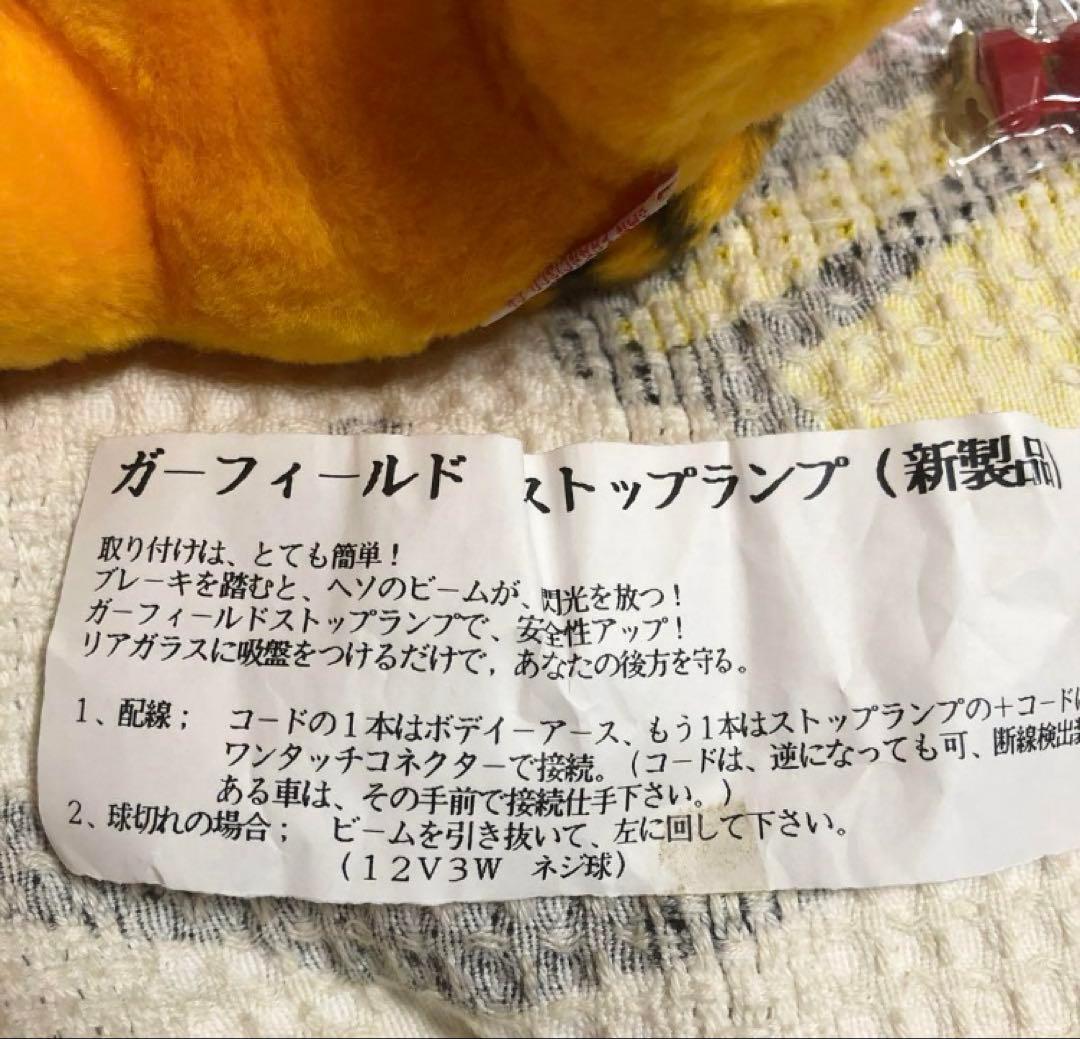 ガーフィールド ストップランプ（新製品）
取り付けは、とても簡単！
ブレーキを踏むと、ヘソのビームが、閃光を放つ！
ガーフィールドストップランプで、安全性アップ！
リアガラスに吸盤をつけるだけで，あなたの後方を守る。
1、配線； コードの１本はボディーアース、もう１本はストップランプの＋コードに
ワンタッチコネクターで接続。（コードは、逆になっても可、断線検出
ある車は、その手前で接続仕手下さい。）
2、球切れの場合； ビームを引き抜いて、左に回して下さい。
（１２Ｖ３Ｗ ネジ球）